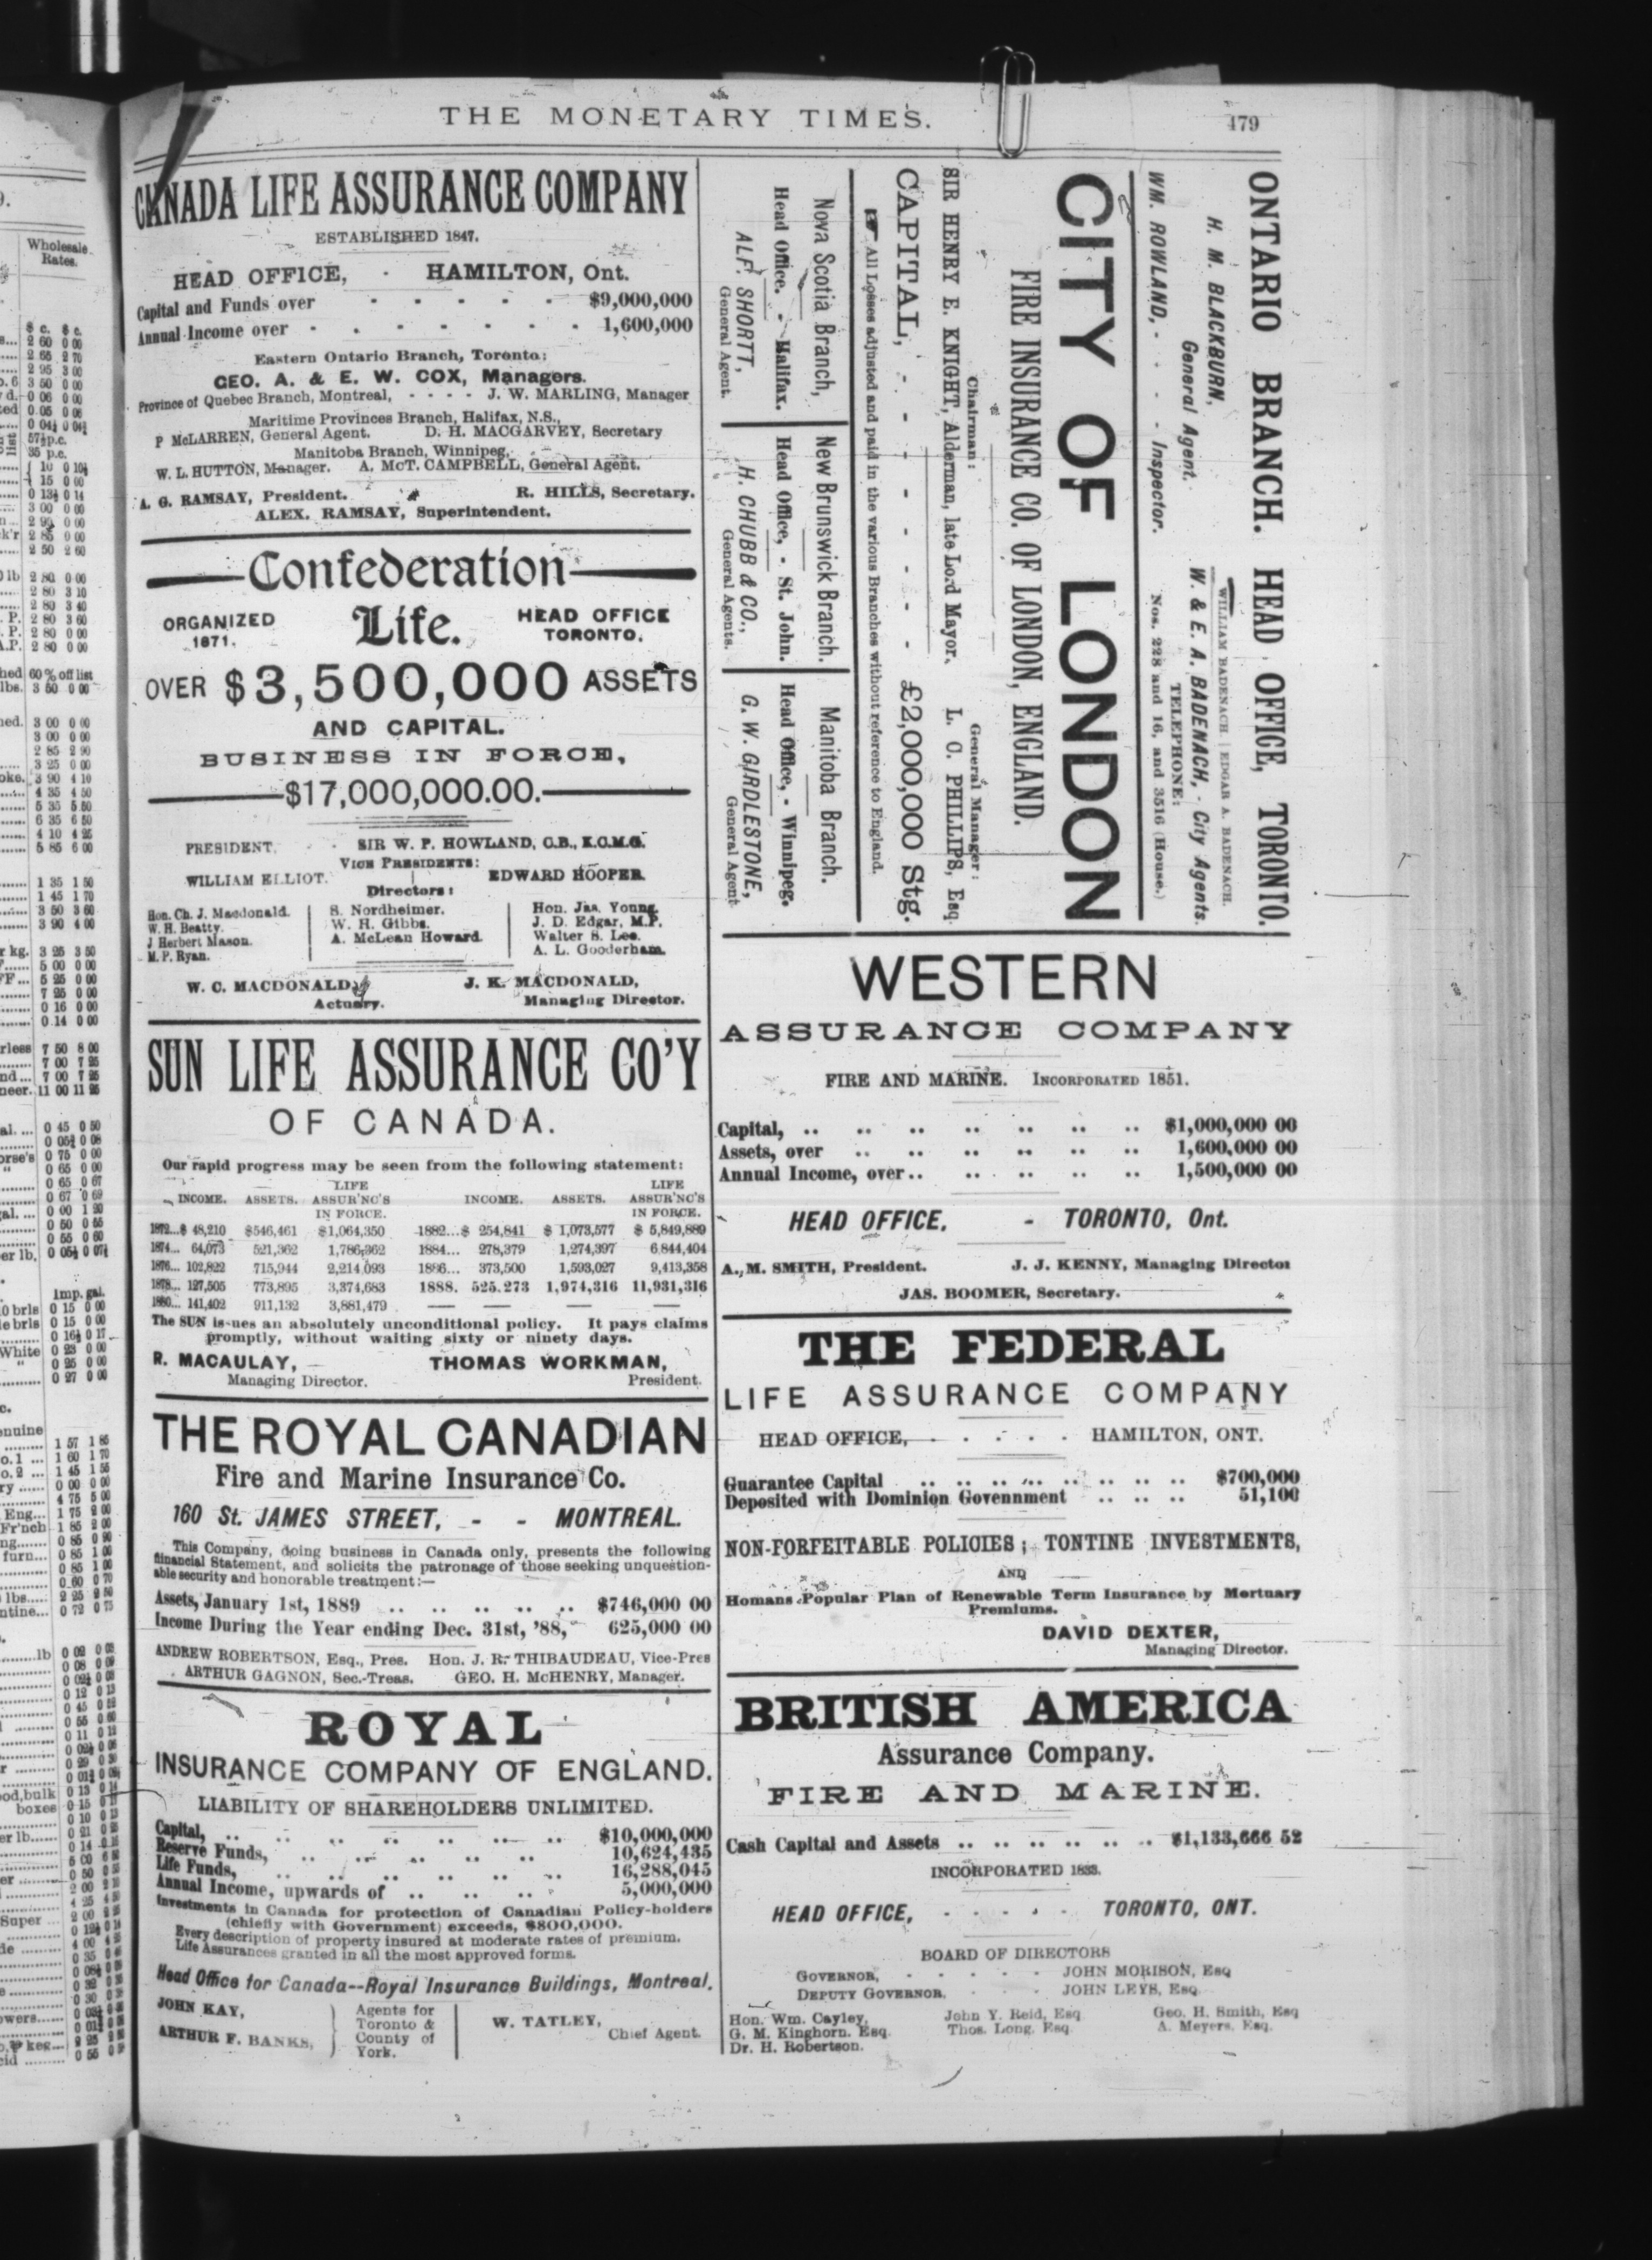 THE MONETARY TIMES.
479
CANADA LIFE ASSURANCE COMPANY
ESTABLISHED 1847.
HEAD OFFICE, - HAMILTON, Ont.
Capital and Funds over - - - - - $9,000,000
Annual Income over - - - - - - - 1,600,000
Eastern Ontario Branch, Toronto:
GEO. A. & E. W. COX, Managers.
Province of Quebec Branch, Montreal, - - - - J. W. MARLING, Manager
Maritime Provinces Branch, Halifax, N.S.,
P McLARREN, General Agent. D. H. MACGARVEY, Secretary
Manitoba Branch, Winnipeg,
W. L. HUTTON, Manager. A. McT. CAMPBELL, General Agent.
A. G. RAMSAY, President. R. HILLS, Secretary.
ALEX. RAMSAY, Superintendent.
Confederation
ORGANIZED 1871. Life. HEAD OFFICE TORONTO.
OVER $3,500,000 ASSETS
AND CAPITAL.
BUSINESS IN FORCE,
$17,000,000.00.
PRESIDENT, - SIR W. P. HOWLAND, C.B., K.C.M.G.
VICE PRESIDENTS:
WILLIAM ELLIOT. EDWARD HOOPER
Directors:
Hon. Ch. J. Macdonald. S. Nordheimer. Hon. Jas. Young.
W. H. Beatty. W. H. Gibbs. J. D. Edgar, M.P.
J Herbert Mason. A. McLean Howard. Walter S. Lee.
M. P. Ryan. A. L. Gooderham.
W. C. MACDONALD, J. K. MACDONALD,
Actuary. Managing Director.
SUN LIFE ASSURANCE CO'Y
OF CANADA.
Our rapid progress may be seen from the following statement:
LIFE LIFE
INCOME. ASSETS. ASSUR'NC'S INCOME. ASSETS. ASSUR'NC'S
IN FORCE. IN FORCE.
1872...$ 48,210 $546,461 $1,064,350 1882...$ 254,841 $ 1,073,577 $ 5,849,889
1874... 64,073 521,362 1,786,362 1884... 278,379 1,274,397 6,844,404
1876... 102,822 715,944 2,214,093 1886... 373,500 1,593,027 9,413,358
1878... 127,505 773,895 3,374,683 1888. 525,273 1,974,316 11,931,316
1880... 141,402 911,132 3,881,479 — — — —
The SUN issues an absolutely unconditional policy. It pays claims
promptly, without waiting sixty or ninety days.
R. MACAULAY, THOMAS WORKMAN,
Managing Director. President.
THE ROYAL CANADIAN
Fire and Marine Insurance Co.
160 St. JAMES STREET, - - MONTREAL.
This Company, doing business in Canada only, presents the following
financial Statement, and solicits the patronage of those seeking unquestion-
able security and honorable treatment:—
Assets, January 1st, 1889 .. .. .. .. .. .. $746,000 00
Income During the Year ending Dec. 31st, '88, 625,000 00
ANDREW ROBERTSON, Esq., Pres. Hon. J. R. THIBAUDEAU, Vice-Pres
ARTHUR GAGNON, Sec.-Treas. GEO. H. McHENRY, Manager.
ROYAL
INSURANCE COMPANY OF ENGLAND.
LIABILITY OF SHAREHOLDERS UNLIMITED.
Capital, .. .. .. .. .. .. .. $10,000,000
Reserve Funds, .. .. .. .. .. 10,624,435
Life Funds, .. .. .. .. .. .. 16,288,045
Annual Income, upwards of .. .. .. 5,000,000
Investments in Canada for protection of Canadian Policy-holders
(chiefly with Government) exceeds, $800,000.
Every description of property insured at moderate rates of premium.
Life Assurances granted in all the most approved forms.
Head Office for Canada--Royal Insurance Buildings, Montreal.
JOHN KAY,
ARTHUR F. BANKS,
Agents for
Toronto &
County of
York.
W. TATLEY,
Chief Agent.
ONTARIO BRANCH. HEAD OFFICE, TORONTO.
H. M. BLACKBURN,
General Agent.
WM. ROWLAND, - - - Inspector.
WILLIAM BADENACH | EDGAR A. BADENACH.
W. & E. A. BADENACH, - City Agents.
TELEPHONE:
Nos. 228 and 16, and 3516 (House.)
CITY OF LONDON
FIRE INSURANCE CO. OF LONDON, ENGLAND.
Chairman: General Manager:
SIR HENRY E. KNIGHT, Alderman, late Lord Mayor. L. C. PHILLIPS, Esq.
CAPITAL, - - - - - - - £2,000,000 Stg.
All Losses adjusted and paid in the various Branches without reference to England.
Nova Scotia Branch,
Head Office. - Halifax.
ALF. SHORTT,
General Agent.
New Brunswick Branch.
Head Office, - St. John.
H. CHUBB & CO.,
General Agents.
Manitoba Branch.
Head Office, - Winnipeg.
G. W. GIRDLESTONE,
General Agent
WESTERN
ASSURANCE COMPANY
FIRE AND MARINE. INCORPORATED 1851.
Capital, .. .. .. .. .. .. .. $1,000,000 00
Assets, over .. .. .. .. .. .. 1,600,000 00
Annual Income, over .. .. .. .. .. 1,500,000 00
HEAD OFFICE, - TORONTO, Ont.
A. M. SMITH, President. J. J. KENNY, Managing Director
JAS. BOOMER, Secretary.
THE FEDERAL
LIFE ASSURANCE COMPANY
HEAD OFFICE, - - - - - HAMILTON, ONT.
Guarantee Capital .. .. .. .. .. .. .. .. $700,000
Deposited with Dominion Government .. .. .. 51,100
NON-FORFEITABLE POLICIES; TONTINE INVESTMENTS,
AND
Homans Popular Plan of Renewable Term Insurance by Mortuary
Premiums.
DAVID DEXTER,
Managing Director.
BRITISH AMERICA
Assurance Company.
FIRE AND MARINE.
Cash Capital and Assets .. .. .. .. .. .. .. $1,133,666 52
INCORPORATED 1833.
HEAD OFFICE, - - - - - TORONTO, ONT.
BOARD OF DIRECTORS
GOVERNOR, - - - - - JOHN MORISON, Esq
DEPUTY GOVERNOR, - - - JOHN LEYS, Esq
Hon. Wm. Cayley, John Y. Reid, Esq Geo. H. Smith, Esq
G. M. Kinghorn. Esq. Thos. Long. Esq. A. Meyers, Esq.
Dr. H. Robertson.
Wholesale
Rates.